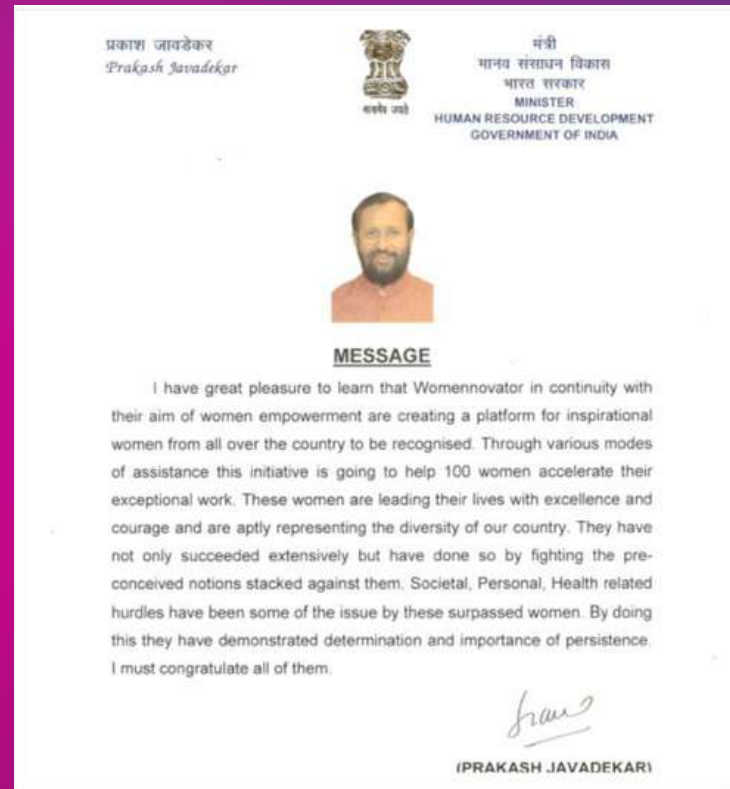 प्रकाश जावडेकर
Prakash Javadekar
सत्यमेव जयते
मंत्री
मानव संसाधन विकास
भारत सरकार
MINISTER
HUMAN RESOURCE DEVELOPMENT
GOVERNMENT OF INDIA
MESSAGE
I have great pleasure to learn that Womennovator in continuity with
their aim of women empowerment are creating a platform for inspirational
women from all over the country to be recognised. Through various modes
of assistance this initiative is going to help 100 women accelerate their
exceptional work. These women are leading their lives with excellence and
courage and are aptly representing the diversity of our country. They have
not only succeeded extensively but have done so by fighting the pre-
conceived notions stacked against them. Societal, Personal, Health related
hurdles have been some of the issue by these surpassed women. By doing
this they have demonstrated determination and importance of persistence.
I must congratulate all of them.
(PRAKASH JAVADEKAR)